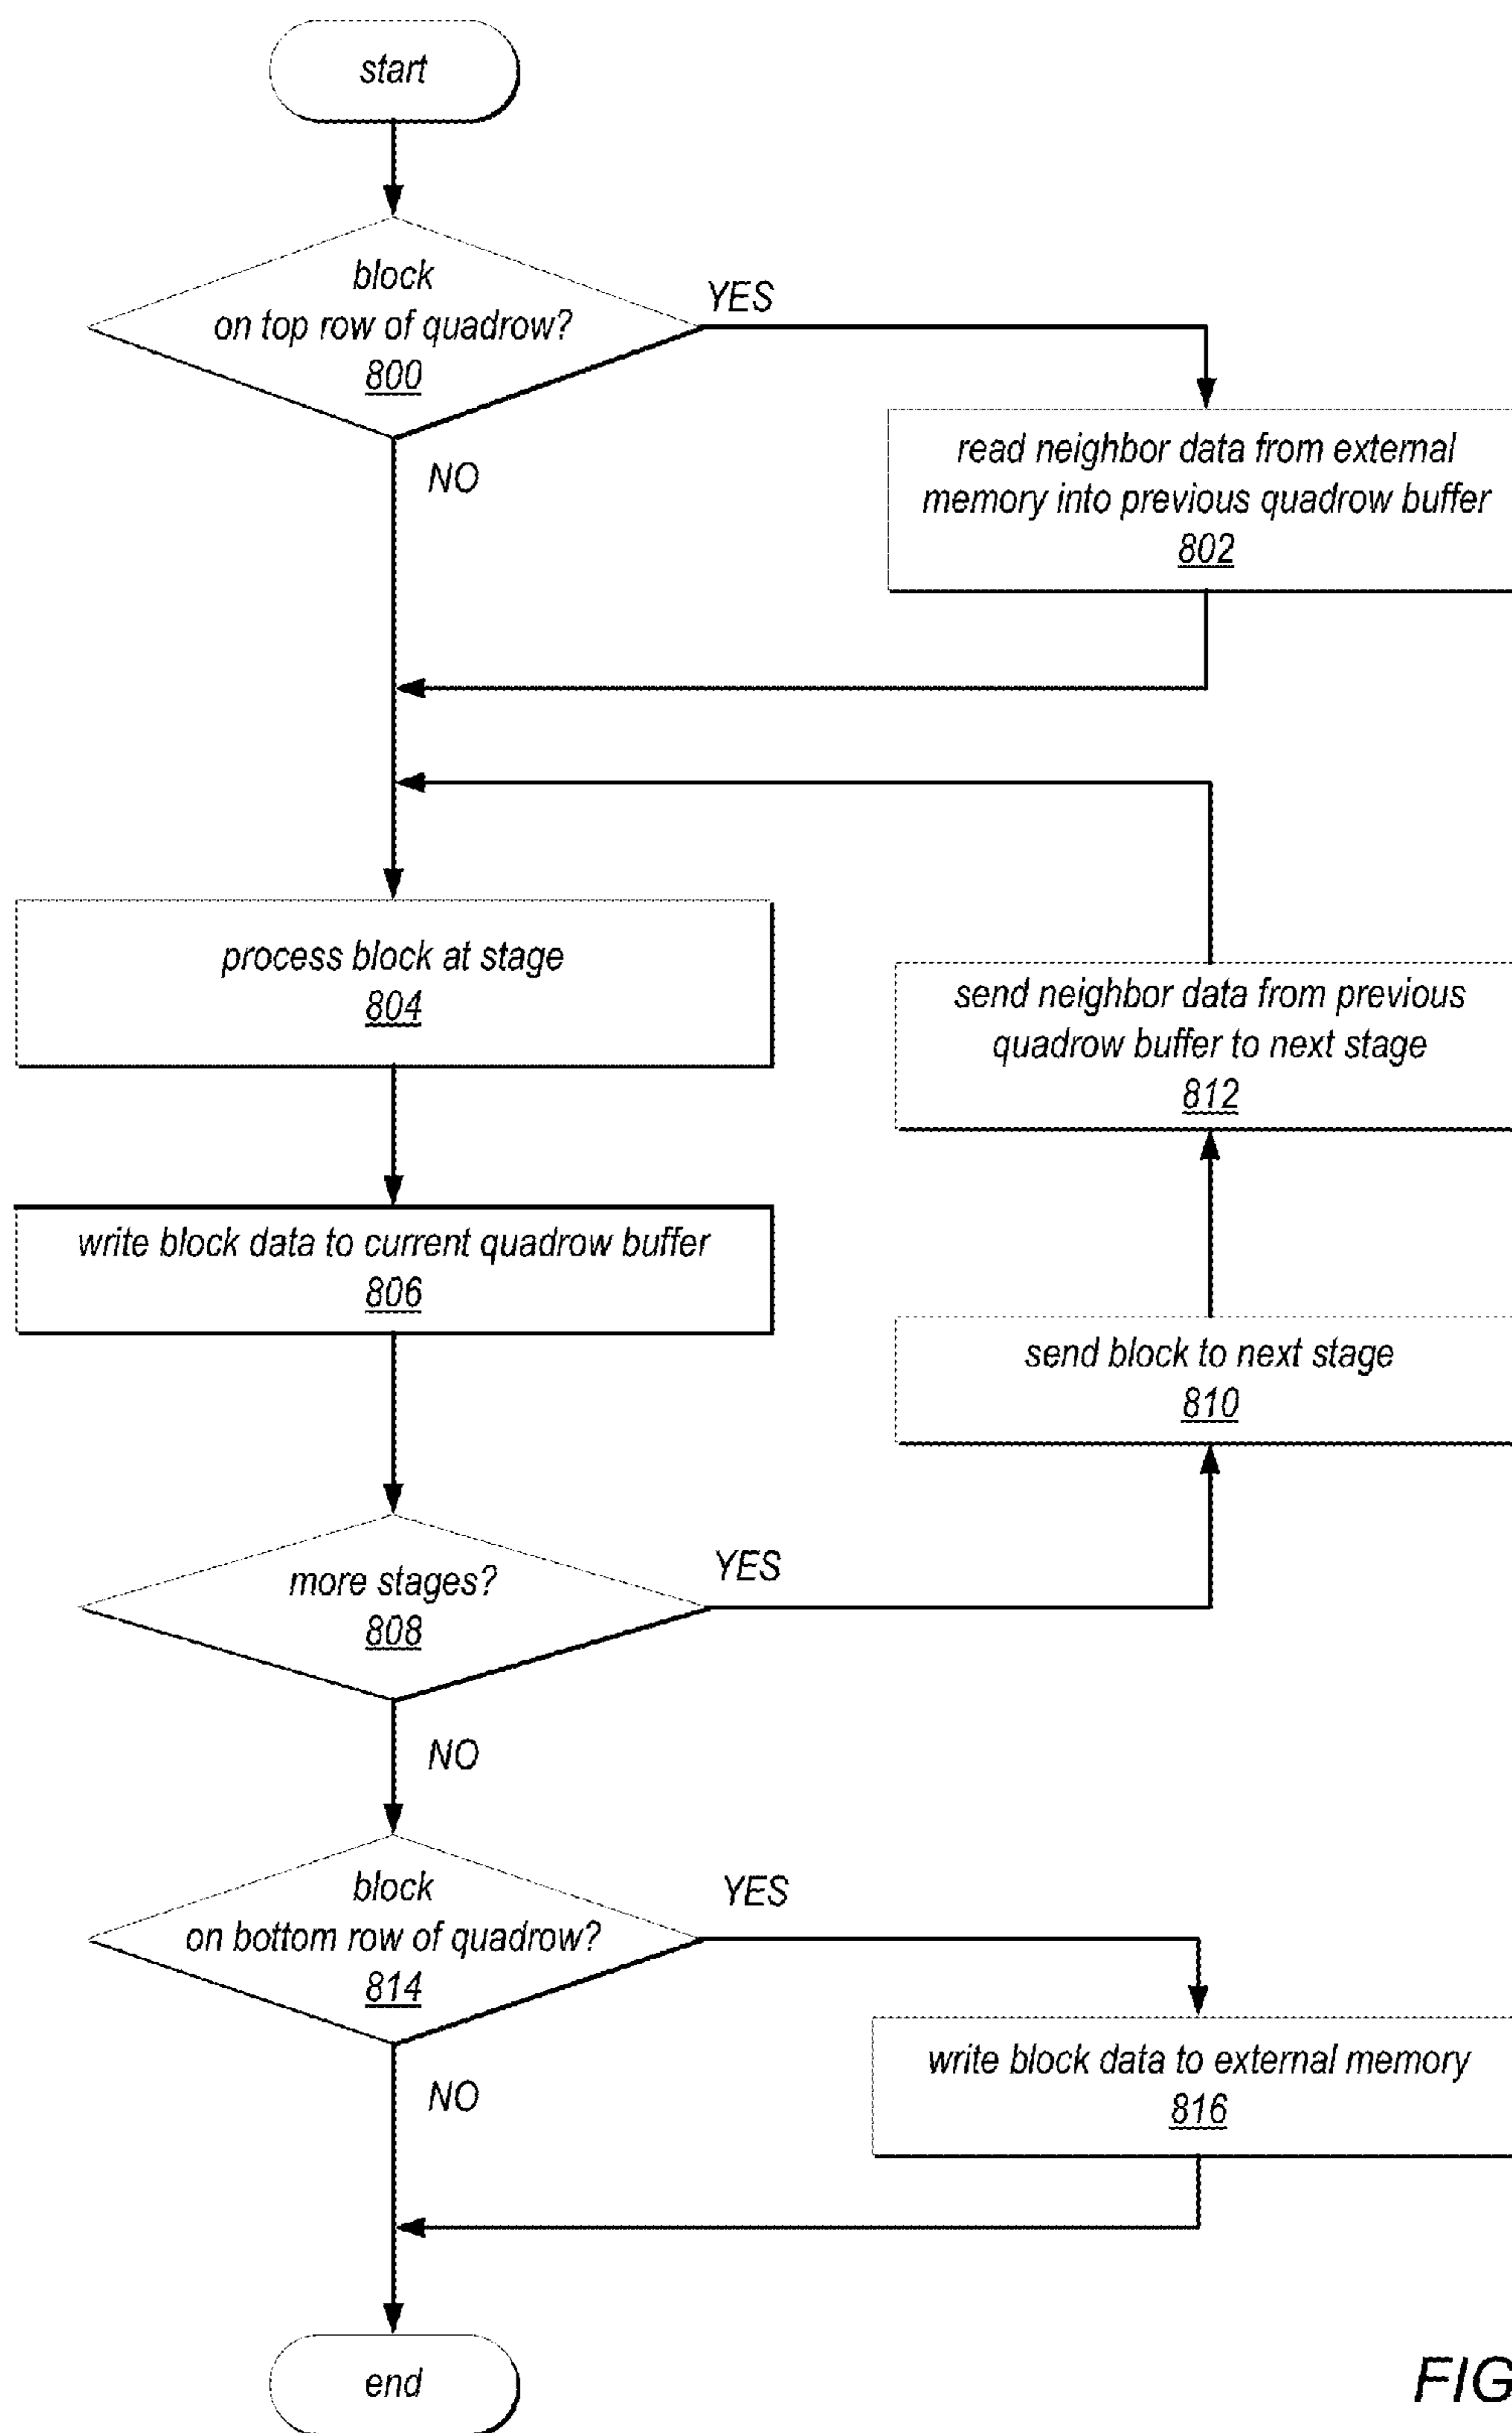 start
block
on top row of quadrow?
800
YES
NO
read neighbor data from external
memory into previous quadrow buffer
802
process block at stage
804
send neighbor data from previous
quadrow buffer to next stage
812
write block data to current quadrow buffer
806
send block to next stage
810
more stages?
808
YES
NO
block
on bottom row of quadrow?
814
YES
NO
write block data to external memory
816
end
FIG